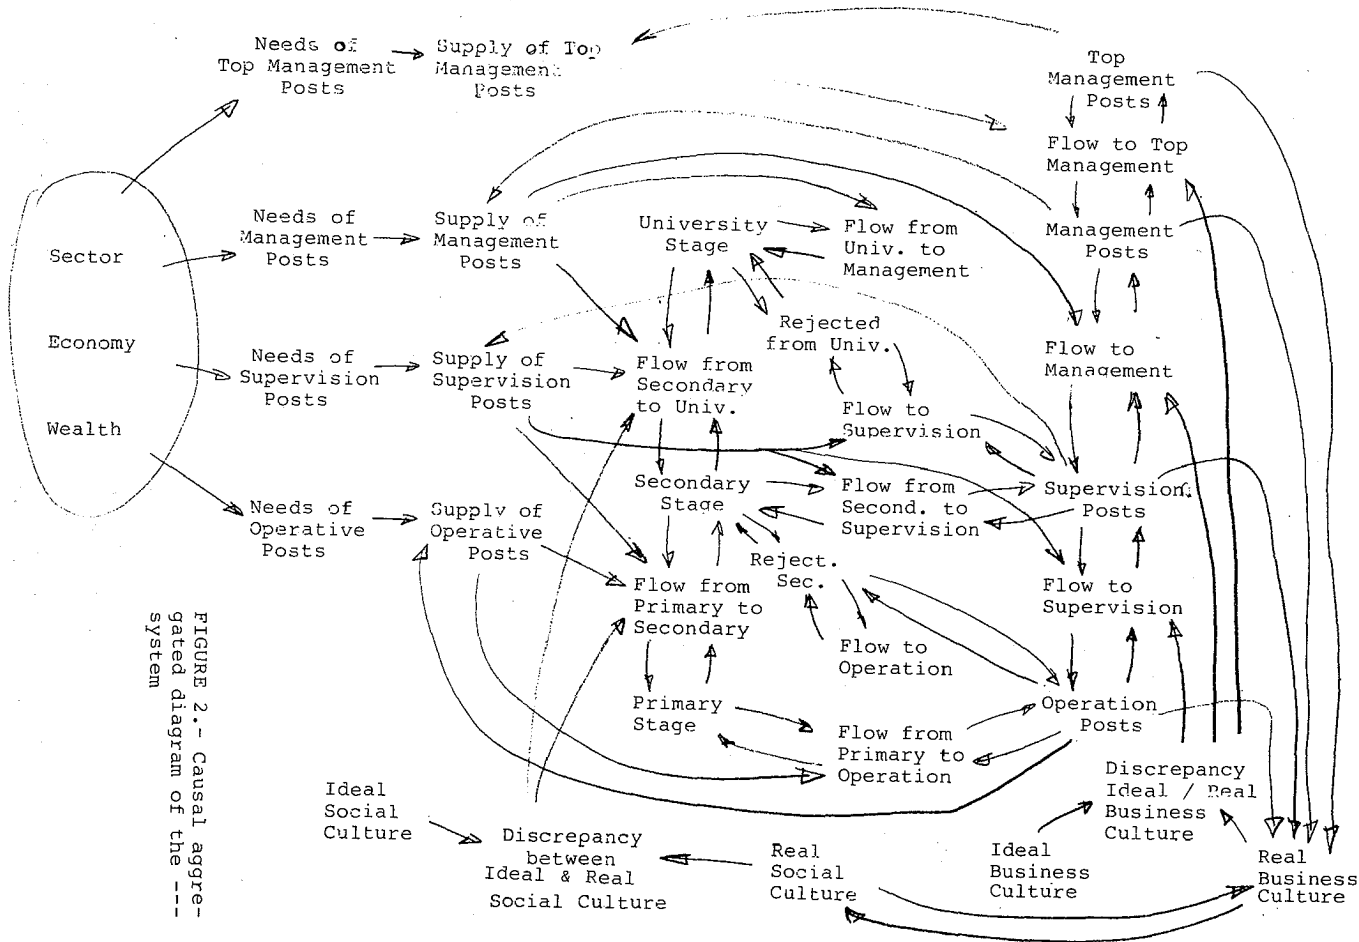 Needs of
Top Management
Posts
Supply of Top
Management
Posts
Top
Management
Posts
Flow to Top
Management
Sector
Economy
Wealth
Needs of
Management
Posts
Supply of
Management
Posts
University
Stage
Flow from
Univ. to
Management
Management
Posts
Rejected
from Univ.
Needs of
Supervision
Posts
Supply of
Supervision
Posts
Flow from
Secondary
to Univ.
Flow to
Supervision
Flow to
Management
Secondary
Stage
Flow from
Second. to
Supervision
Supervision.
Posts
Needs of
Operative
Posts
Supply of
Operative
Posts
Reject.
Sec.
Flow from
Primary to
Secondary
Flow to
Supervision
Flow to
Operation
Primary
Stage
Flow from
Primary to
Operation
Operation
Posts
Ideal
Social
Culture
Discrepancy
between
Ideal & Real
Social Culture
Real
Social
Culture
Ideal
Business
Culture
Discrepancy
Ideal / Real
Business
Culture
Real
Business
Culture
FIGURE 2.- Causal aggre-
gated diagram of the ---
system